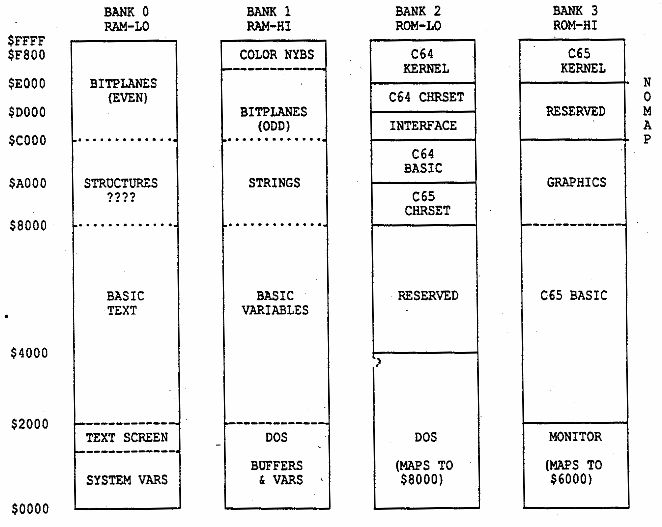 BANK 0 BANK 1 BANK 2 BANK 3
RAM-LO RAM-HI ROM-LO ROM-HI
$FFFF
$F800 COLOR NYBS C64 C65
KERNEL KERNEL
$E000 BITPLANES N
(EVEN) C64 CHRSET O
$D000 BITPLANES RESERVED M
(ODD) INTERFACE A
$C000 P
C64
BASIC
$A000 STRUCTURES STRINGS GRAPHICS
???? C65
CHRSET
$8000
BASIC BASIC RESERVED C65 BASIC
TEXT VARIABLES
$4000
$2000
TEXT SCREEN DOS DOS MONITOR
BUFFERS (MAPS TO (MAPS TO
SYSTEM VARS & VARS $8000) $6000)
$0000